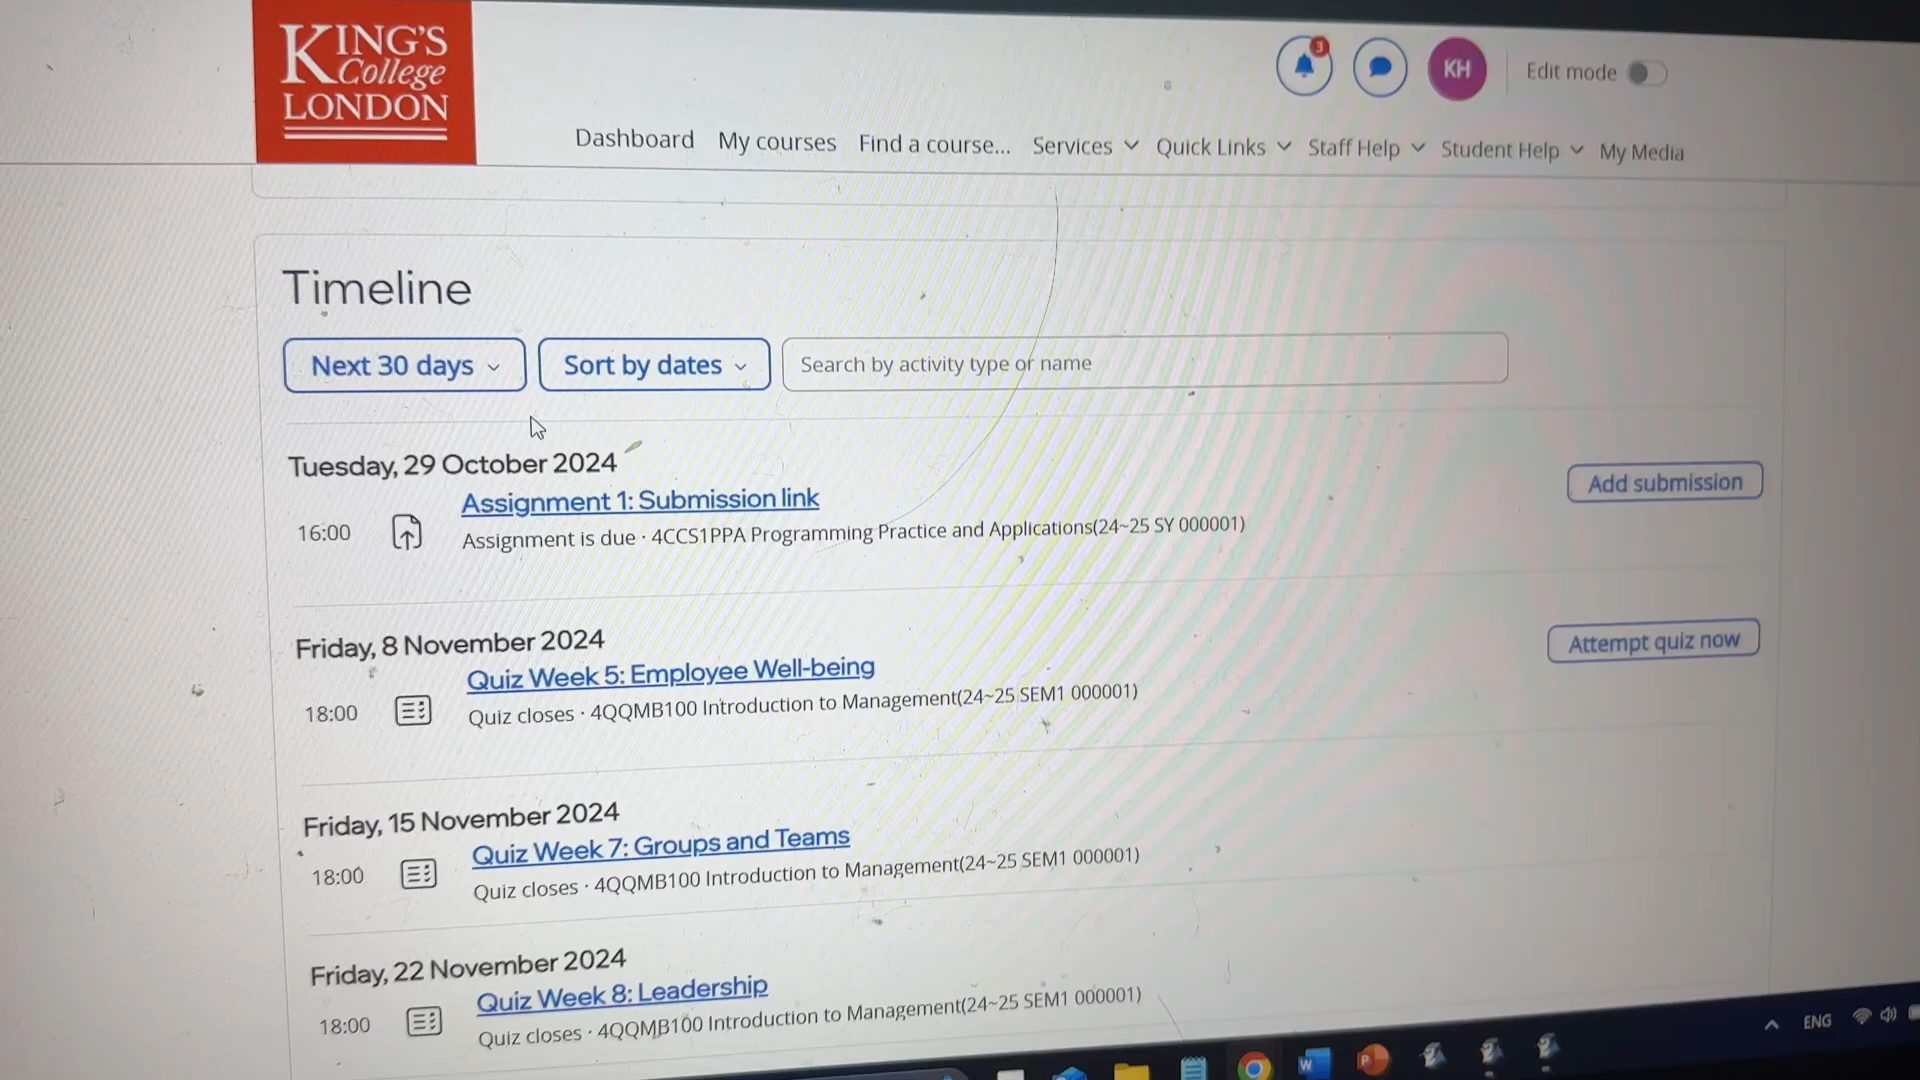 KING'S
College
LONDON
3
KH
Edit mode
Dashboard My courses Find a course... Services Quick Links Staff Help Student Help My Media
Timeline
Next 30 days
Sort by dates
Search by activity type or name
Tuesday, 29 October 2024
Add submission
Assignment 1: Submission link
16:00
Assignment is due · 4CCS1PPA Programming Practice and Applications(24~25 SY 000001)
Friday, 8 November 2024
Attempt quiz now
Quiz Week 5: Employee Well-being
18:00
Quiz closes · 4QQMB100 Introduction to Management(24~25 SEM1 000001)
Friday, 15 November 2024
Quiz Week 7: Groups and Teams
18:00
Quiz closes · 4QQMB100 Introduction to Management(24~25 SEM1 000001)
Friday, 22 November 2024
Quiz Week 8: Leadership
18:00
Quiz closes · 4QQMB100 Introduction to Management(24~25 SEM1 000001)
ENG
W
P